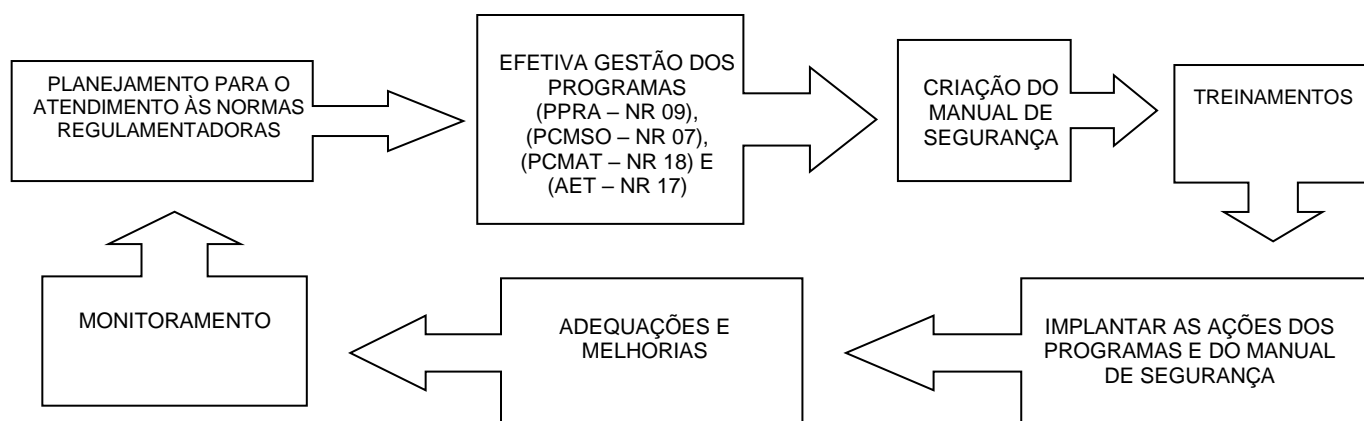 PLANEJAMENTO PARA O
ATENDIMENTO ÀS NORMAS
REGULAMENTADORAS
EFETIVA GESTÃO DOS
PROGRAMAS
(PPRA – NR 09),
(PCMSO – NR 07),
(PCMAT – NR 18) E
(AET – NR 17)
CRIAÇÃO DO
MANUAL DE
SEGURANÇA
TREINAMENTOS
IMPLANTAR AS AÇÕES DOS
PROGRAMAS E DO MANUAL
DE SEGURANÇA
ADEQUAÇÕES E
MELHORIAS
MONITORAMENTO